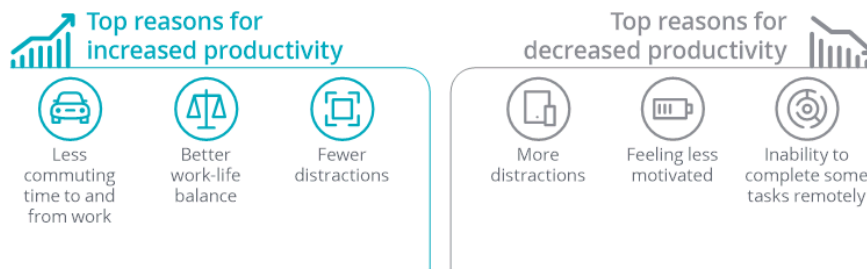 Top reasons for
increased productivity
Less
commuting
time to and
from work
Better
work-life
balance
Fewer
distractions
Top reasons for
decreased productivity
More
distractions
Feeling less
motivated
Inability to
complete some
tasks remotely